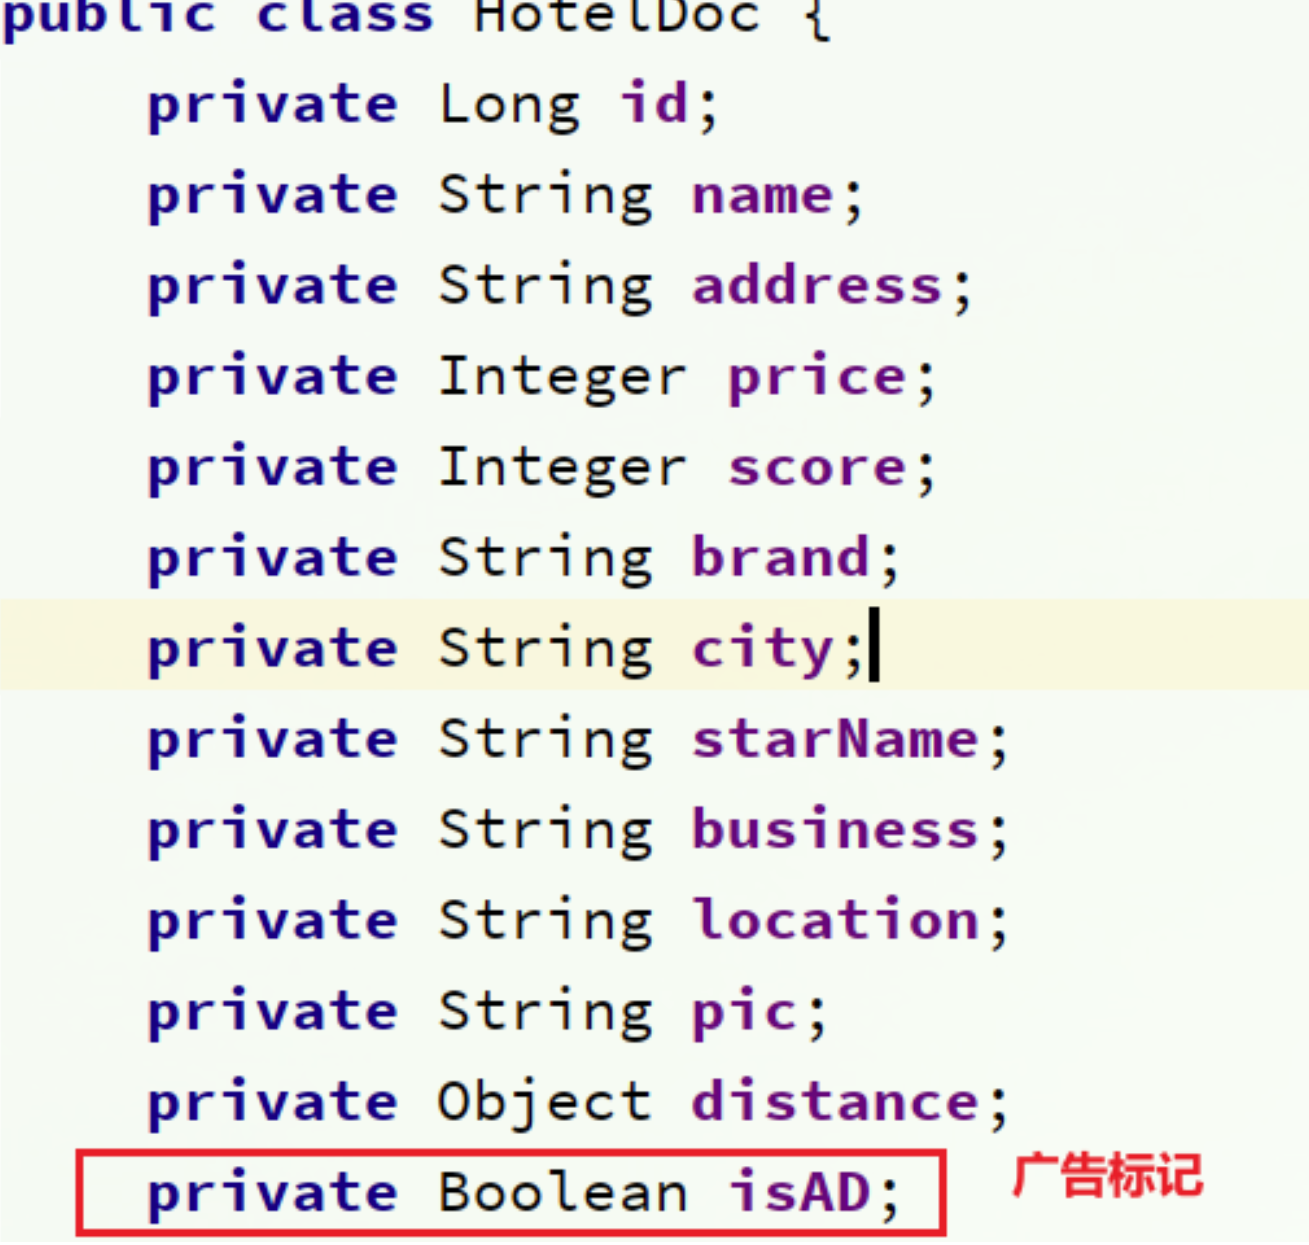 public class HotelDoc {
private Long id;
private String name;
private String address;
private Integer price;
private Integer score;
private String brand;
private String city;
private String starName;
private String business;
private String location;
private String pic;
private Object distance;
private Boolean isAD; 广告标记